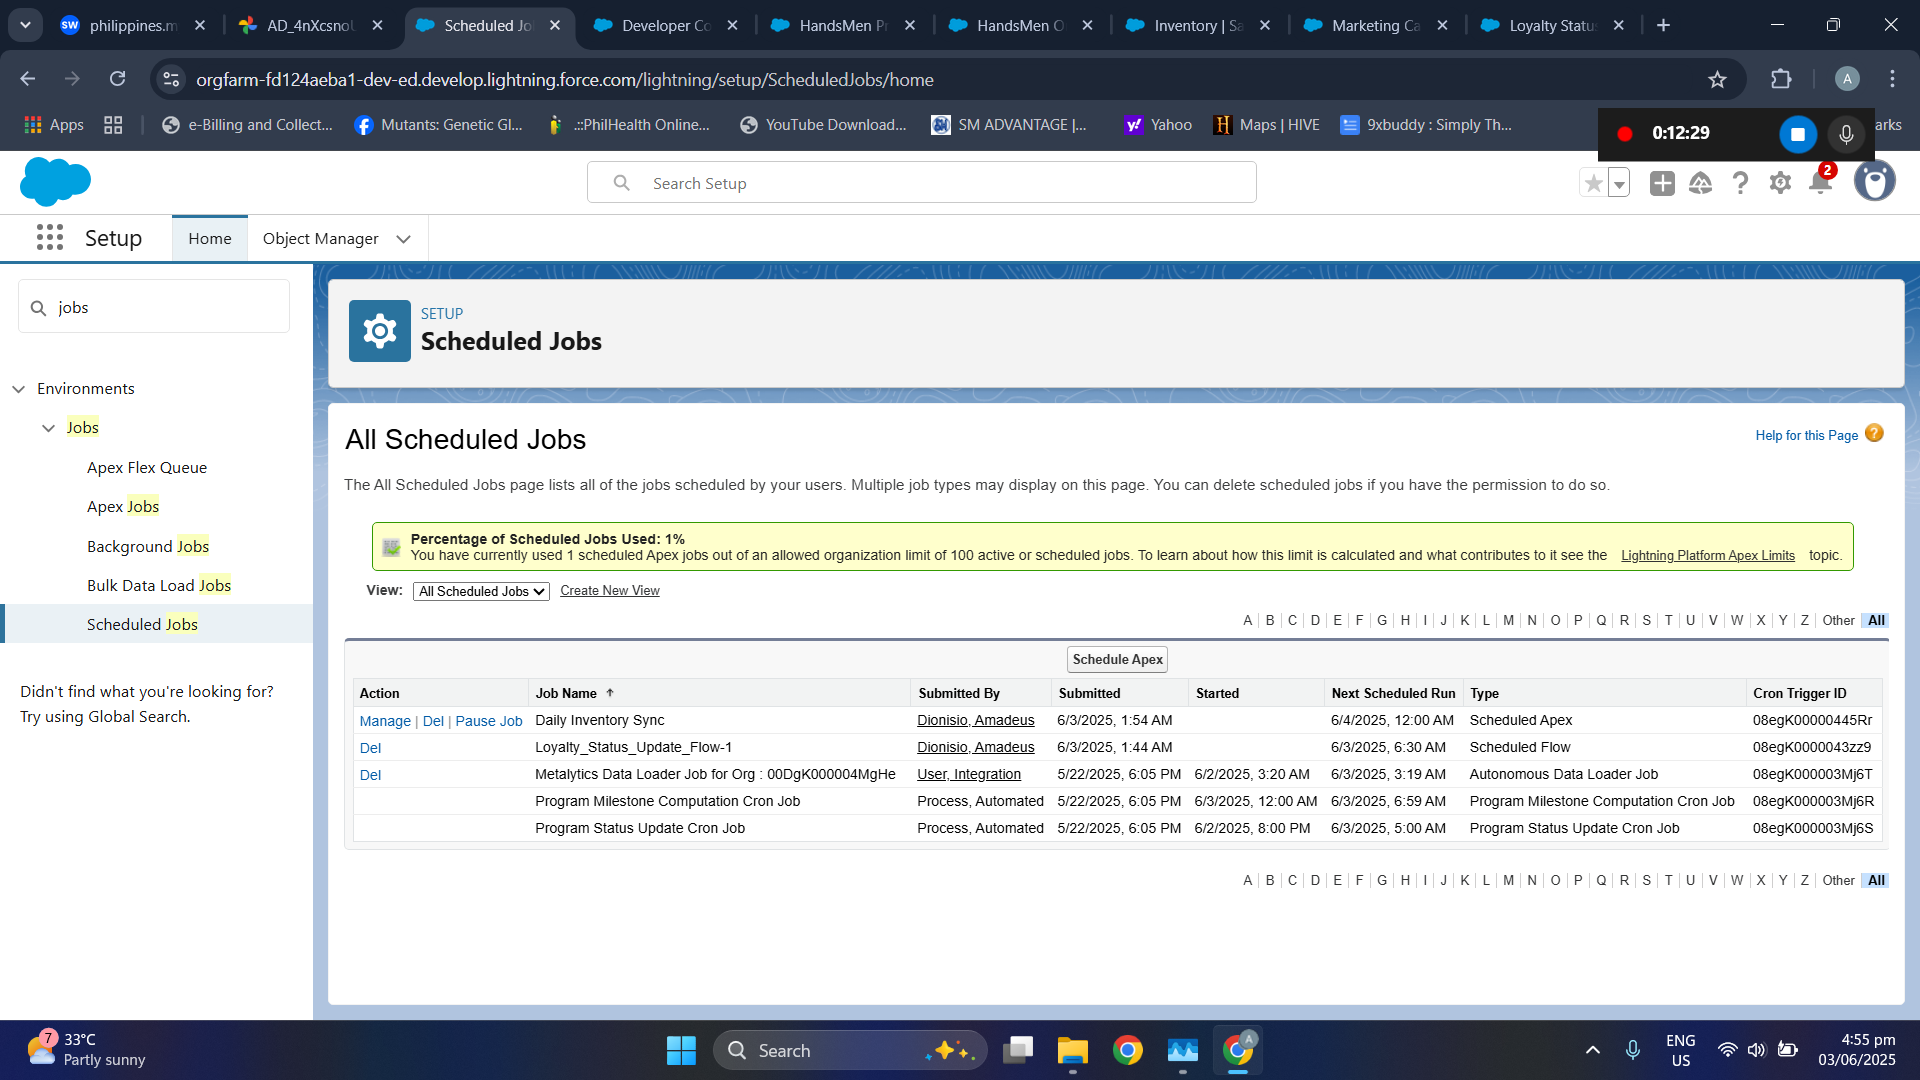 philippines.m
AD_4nXcsnoU
Scheduled Jo
Developer Co
HandsMen Pr
HandsMen O
Inventory | Sa
Marketing Ca
Loyalty Status
orgfarm-fd124aeba1-dev-ed.develop.lightning.force.com/lightning/setup/ScheduledJobs/home
A
Apps
e-Billing and Collect...
Mutants: Genetic Gl...
.::PhilHealth Online...
YouTube Download...
SM ADVANTAGE |...
Yahoo
Maps | HIVE
9xbuddy : Simply Th...
0:12:29
arks
Search Setup
2
Setup
Home
Object Manager
jobs
Environments
Jobs
Apex Flex Queue
Apex Jobs
Background Jobs
Bulk Data Load Jobs
Scheduled Jobs
Didn't find what you're looking for?
Try using Global Search.
SETUP
Scheduled Jobs
All Scheduled Jobs
Help for this Page
The All Scheduled Jobs page lists all of the jobs scheduled by your users. Multiple job types may display on this page. You can delete scheduled jobs if you have the permission to do so.
Percentage of Scheduled Jobs Used: 1%
You have currently used 1 scheduled Apex jobs out of an allowed organization limit of 100 active or scheduled jobs. To learn about how this limit is calculated and what contributes to it see the Lightning Platform Apex Limits topic.
View: All Scheduled Jobs Create New View
A | B | C | D | E | F | G | H | I | J | K | L | M | N | O | P | Q | R | S | T | U | V | W | X | Y | Z | Other | All
Schedule Apex
Action Job Name ↑ Submitted By Submitted Started Next Scheduled Run Type Cron Trigger ID
Manage | Del | Pause Job Daily Inventory Sync Dionisio, Amadeus 6/3/2025, 1:54 AM 6/4/2025, 12:00 AM Scheduled Apex 08egK00000445Rr
Del Loyalty_Status_Update_Flow-1 Dionisio, Amadeus 6/3/2025, 1:44 AM 6/3/2025, 6:30 AM Scheduled Flow 08egK0000043zz9
Del Metalytics Data Loader Job for Org : 00DgK000004MgHe User, Integration 5/22/2025, 6:05 PM 6/2/2025, 3:20 AM 6/3/2025, 3:19 AM Autonomous Data Loader Job 08egK000003Mj6T
Program Milestone Computation Cron Job Process, Automated 5/22/2025, 6:05 PM 6/3/2025, 12:00 AM 6/3/2025, 6:59 AM Program Milestone Computation Cron Job 08egK000003Mj6R
Program Status Update Cron Job Process, Automated 5/22/2025, 6:05 PM 6/2/2025, 8:00 PM 6/3/2025, 5:00 AM Program Status Update Cron Job 08egK000003Mj6S
A | B | C | D | E | F | G | H | I | J | K | L | M | N | O | P | Q | R | S | T | U | V | W | X | Y | Z | Other | All
7
33°C
Partly sunny
Search
A
ENG
US
4:55 pm
03/06/2025